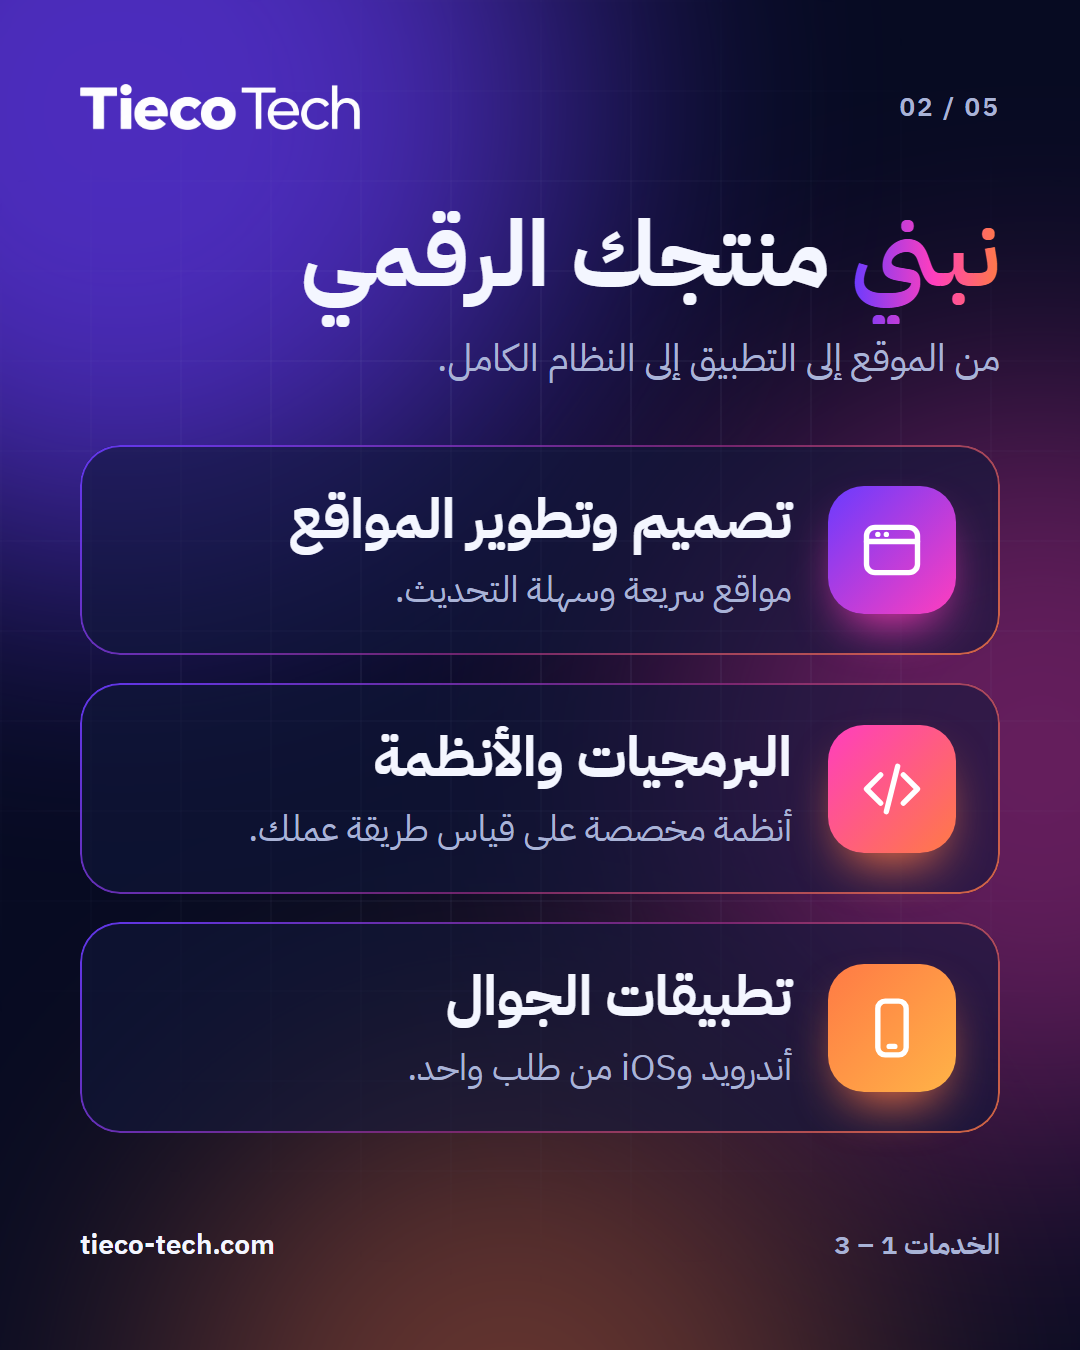 Tieco Tech
02 / 05
نبني منتجك الرقمي
من الموقع إلى التطبيق إلى النظام الكامل.
تصميم وتطوير المواقع
مواقع سريعة وسهلة التحديث.
البرمجيات والأنظمة
أنظمة مخصصة على قياس طريقة عملك.
تطبيقات الجوال
أندرويد وiOS من طلب واحد.
الخدمات 1 – 3
tieco-tech.com